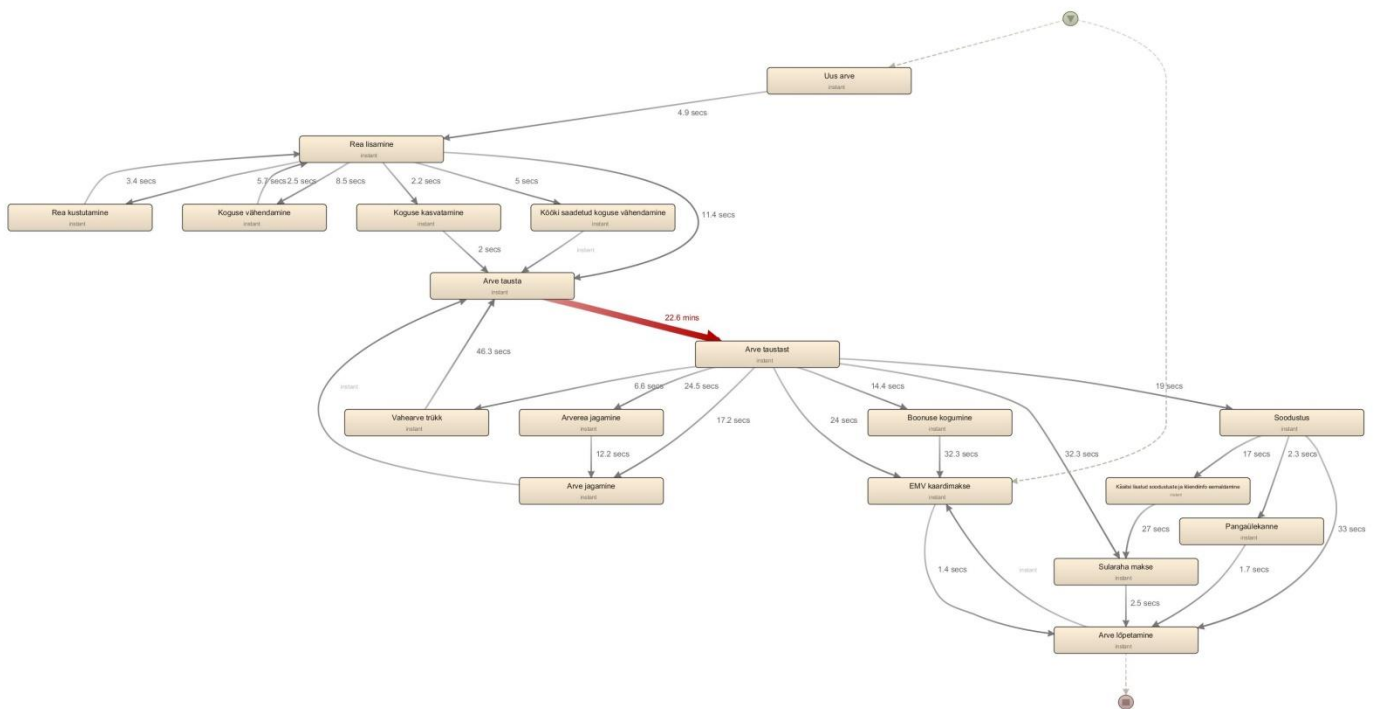 Uus arve
instant
4.9 secs
Rea lisamine
instant
3.4 secs
5.7 secs
2.5 secs
8.5 secs
2.2 secs
5 secs
11.4 secs
Rea kustutamine
instant
Koguse vähendamine
instant
Koguse kasvatamine
instant
Kööki saadetud koguse vähendamine
instant
2 secs
instant
Arve tausta
instant
22.6 mins
46.3 secs
Arve taustast
instant
instant
6.6 secs
24.5 secs
14.4 secs
19 secs
Vahearve trükk
instant
Arverea jagamine
instant
17.2 secs
24 secs
Boonuse kogumine
instant
Soodustus
instant
12.2 secs
32.3 secs
32.3 secs
17 secs
2.3 secs
Arve jagamine
instant
EMV kaardimakse
instant
soodustuste ja kliendiinfo eemaldamine
instant
27 secs
Pangaülekanne
instant
33 secs
1.4 secs
instant
Sularaha makse
instant
1.7 secs
2.5 secs
Arve lõpetamine
instant